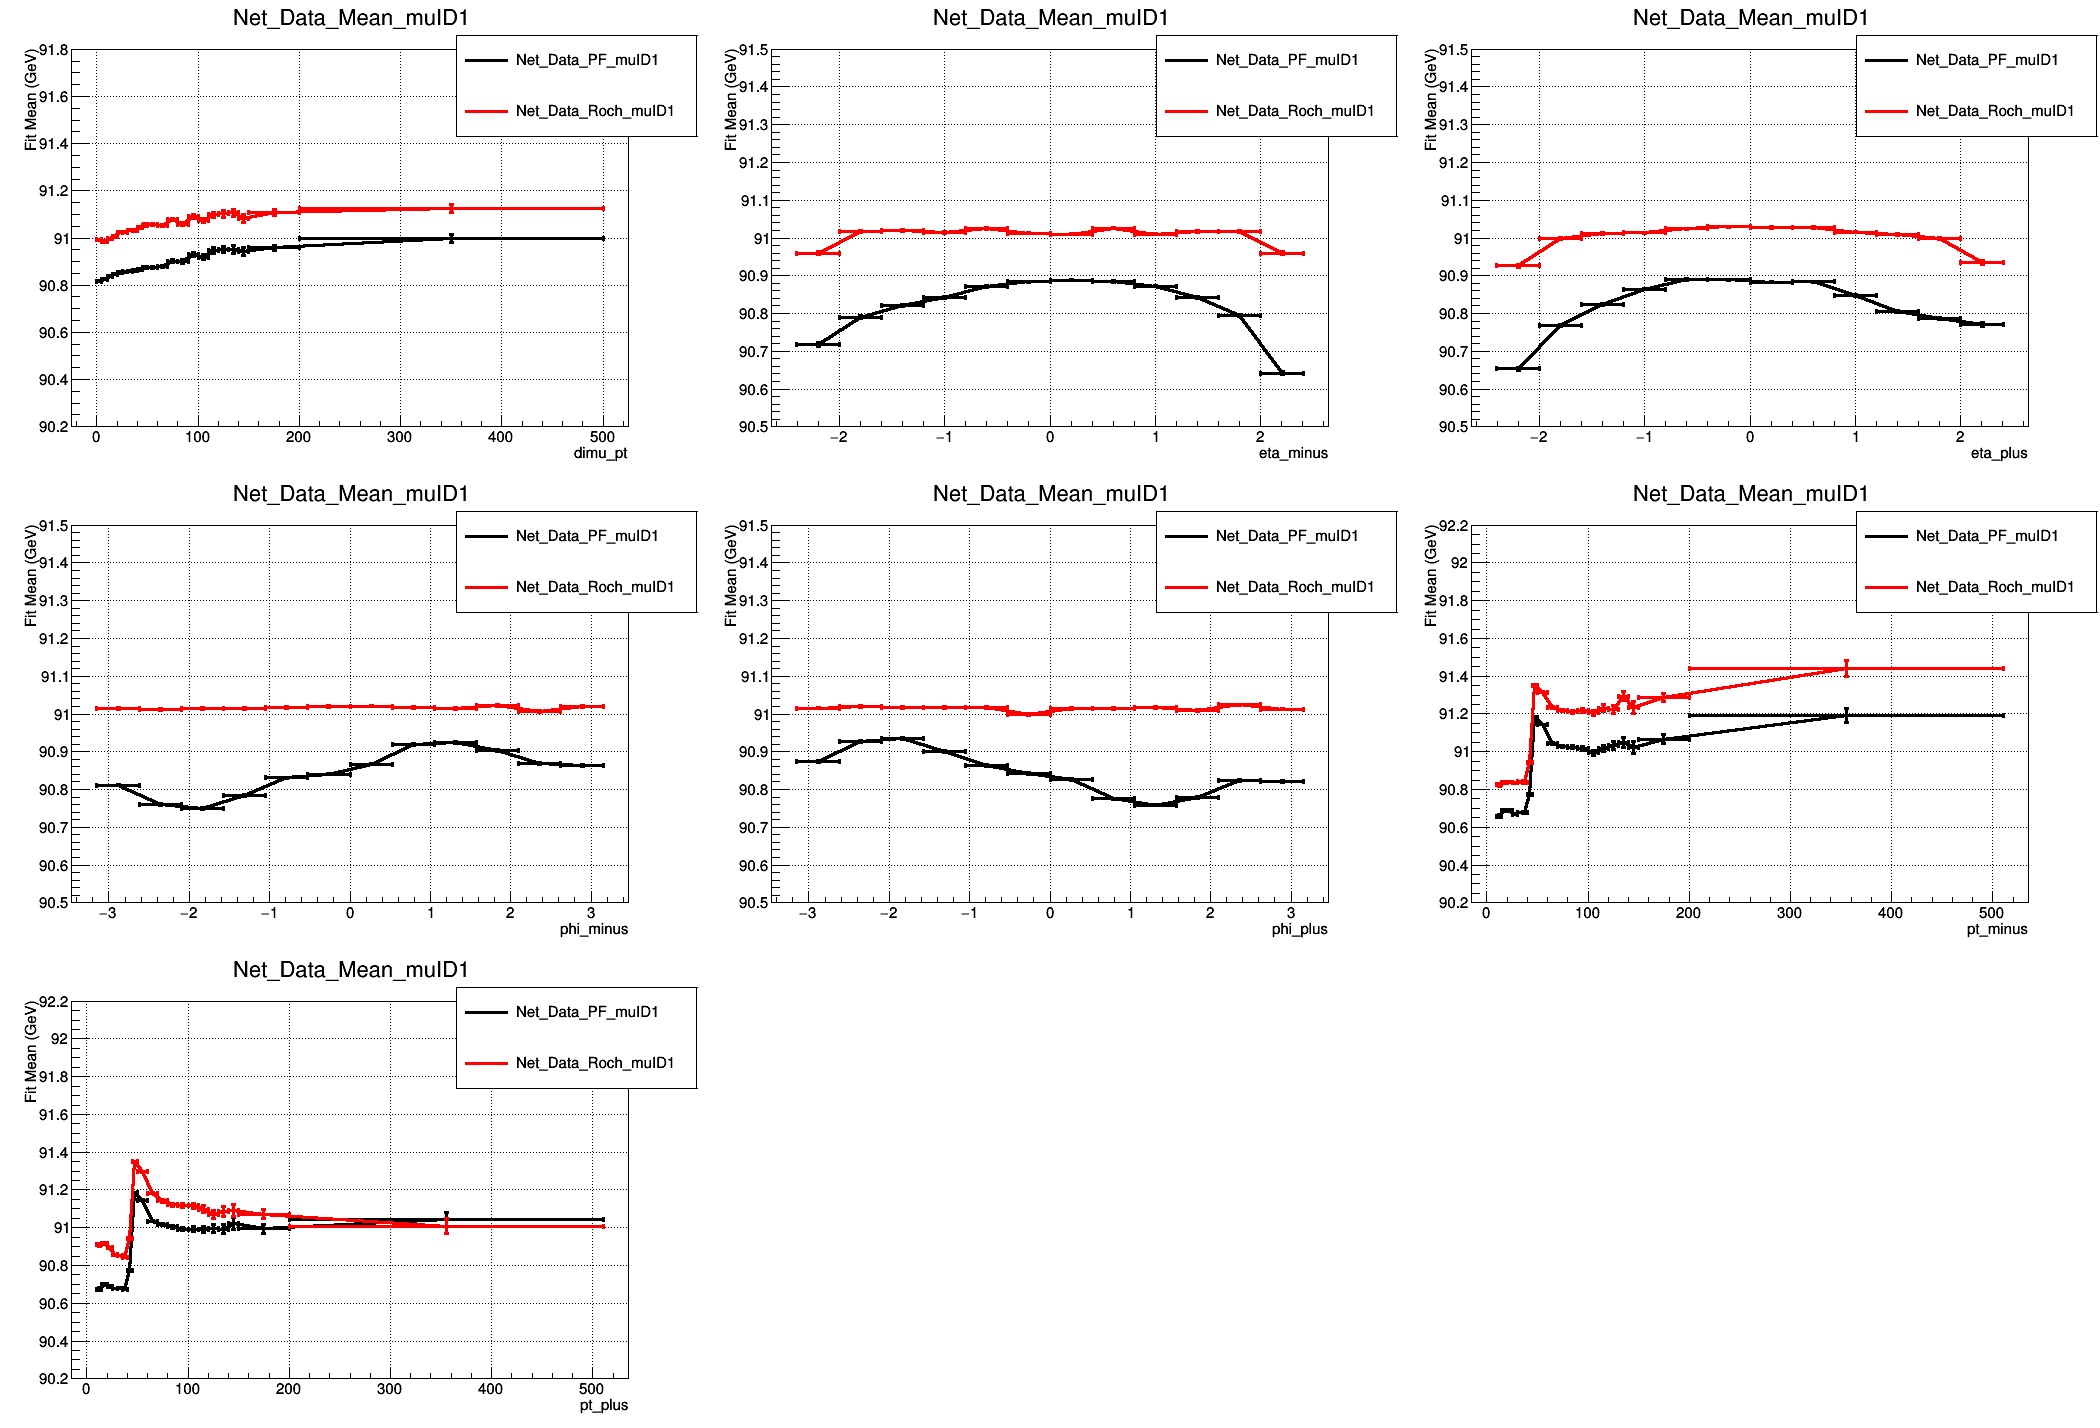 Net_Data_Mean_muID1
Net_Data_PF_muID1
Net_Data_Roch_muID1
Fit Mean (GeV)
91.8
91.6
91.4
91.2
91
90.8
90.6
90.4
90.2
0 100 200 300 400 500
dimu_pt
Net_Data_Mean_muID1
Net_Data_PF_muID1
Net_Data_Roch_muID1
Fit Mean (GeV)
91.5
91.4
91.3
91.2
91.1
91
90.9
90.8
90.7
90.6
90.5
−2 −1 0 1 2
eta_minus
Net_Data_Mean_muID1
Net_Data_PF_muID1
Net_Data_Roch_muID1
Fit Mean (GeV)
91.5
91.4
91.3
91.2
91.1
91
90.9
90.8
90.7
90.6
90.5
−2 −1 0 1 2
eta_plus
Net_Data_Mean_muID1
Net_Data_PF_muID1
Net_Data_Roch_muID1
Fit Mean (GeV)
91.5
91.4
91.3
91.2
91.1
91
90.9
90.8
90.7
90.6
90.5
−3 −2 −1 0 1 2 3
phi_minus
Net_Data_Mean_muID1
Net_Data_PF_muID1
Net_Data_Roch_muID1
Fit Mean (GeV)
91.5
91.4
91.3
91.2
91.1
91
90.9
90.8
90.7
90.6
90.5
−3 −2 −1 0 1 2 3
phi_plus
Net_Data_Mean_muID1
Net_Data_PF_muID1
Net_Data_Roch_muID1
Fit Mean (GeV)
92.2
92
91.8
91.6
91.4
91.2
91
90.8
90.6
90.4
90.2
0 100 200 300 400 500
pt_minus
Net_Data_Mean_muID1
Net_Data_PF_muID1
Net_Data_Roch_muID1
Fit Mean (GeV)
92.2
92
91.8
91.6
91.4
91.2
91
90.8
90.6
90.4
90.2
0 100 200 300 400 500
pt_plus